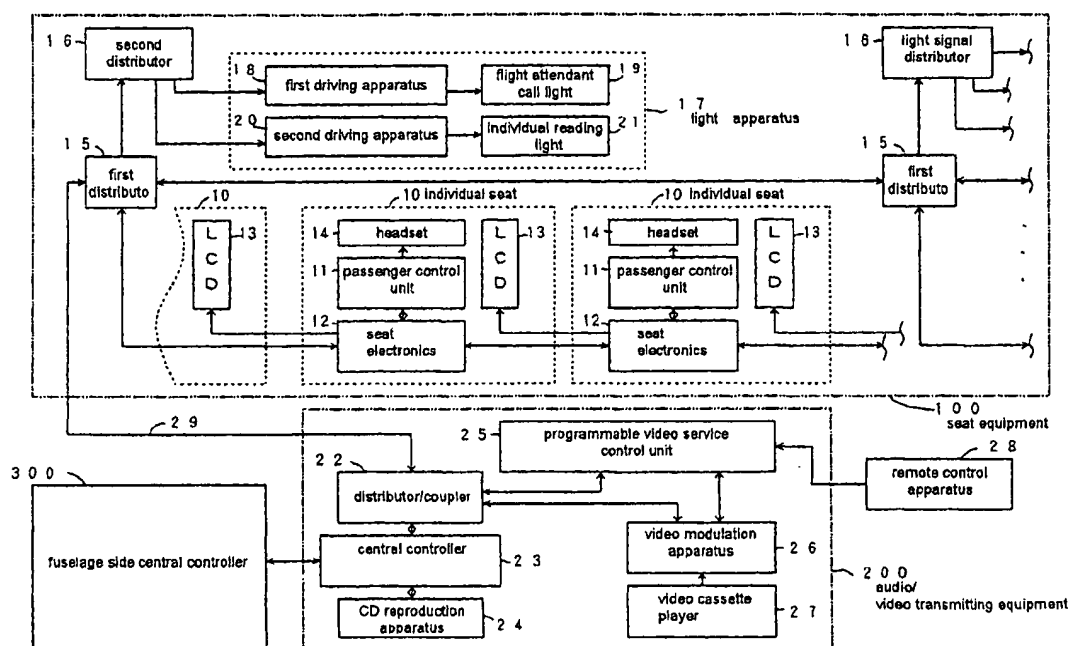 16
second distributor
18
first driving apparatus
flight attendant call light
19
17
light apparatus
20
second driving apparatus
individual reading light
21
16
light signal distributor
15
first distributo
15
first distributo
10
LCD
13
10 individual seat
14
headset
11
passenger control unit
12
seat electronics
LCD
13
10 individual seat
14
headset
11
passenger control unit
12
seat electronics
LCD
13
100
seat equipment
29
25
programmable video service control unit
22
distributor/coupler
28
remote control apparatus
300
fuselage side central controller
central controller
23
video modulation apparatus
26
CD reproduction apparatus
24
video cassette player
27
200
audio/
video transmitting equipment